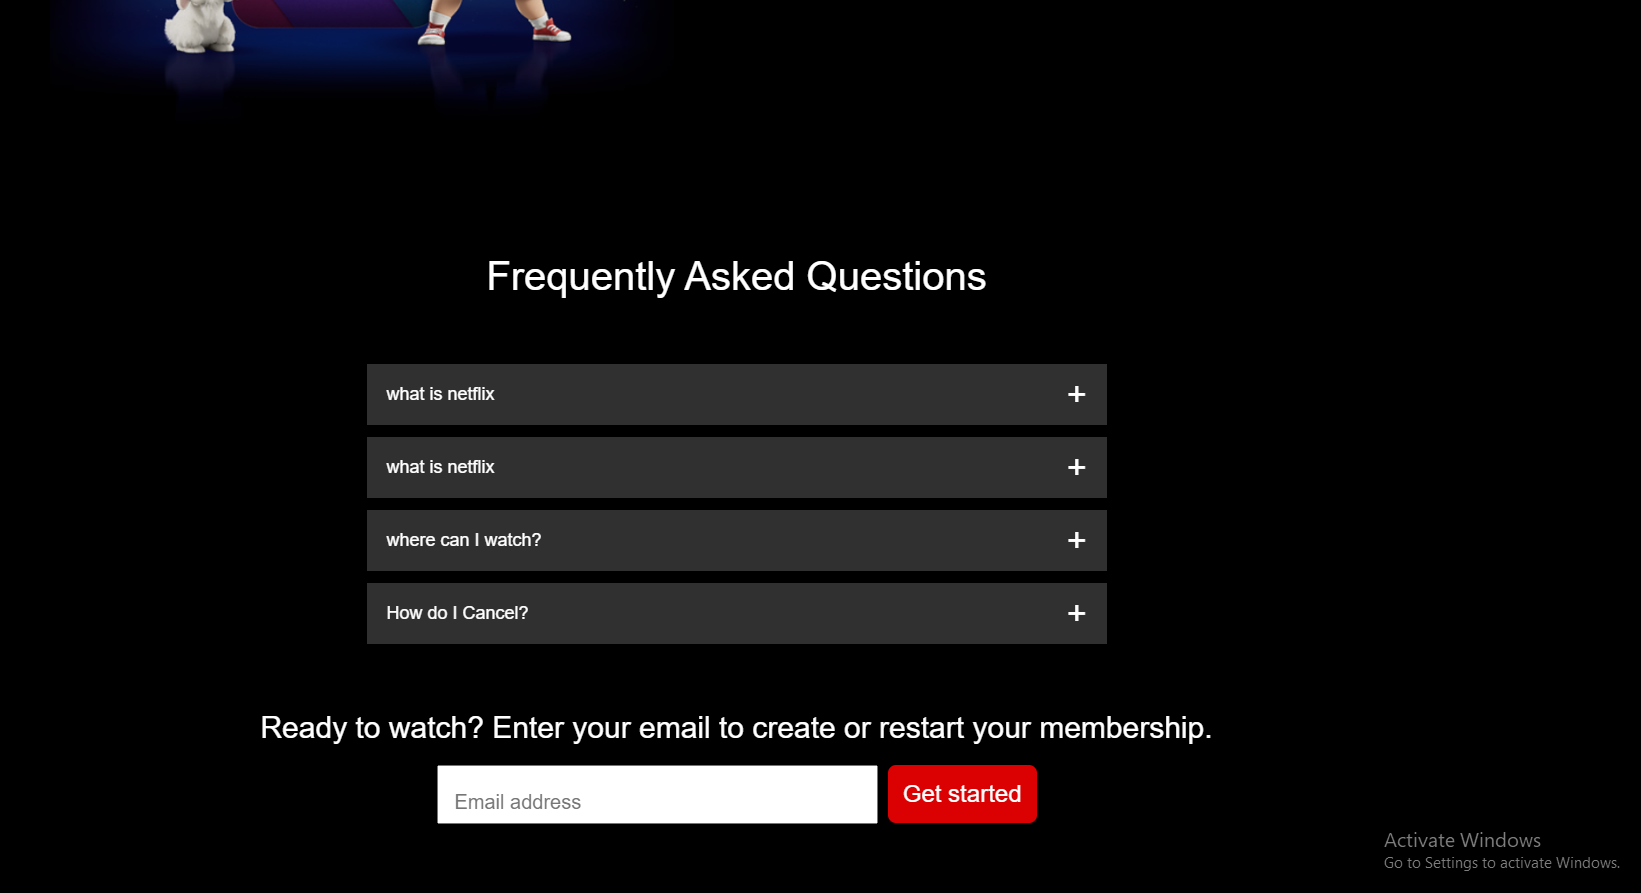 Frequently Asked Questions
what is netflix +
what is netflix +
where can I watch? +
How do I Cancel? +
Ready to watch? Enter your email to create or restart your membership.
Email address Get started
Activate Windows
Go to Settings to activate Windows.